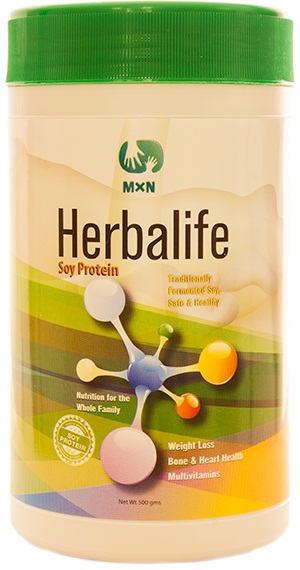 M×N
Herbalife
Soy Protein
Traditionally
Fermented Soy,
Safe & Healthy
Nutrition for the
Whole Family
SOY
PROTEIN
Weight Loss
Bone & Heart Health
Multivitamins
Net Wt 500 gms